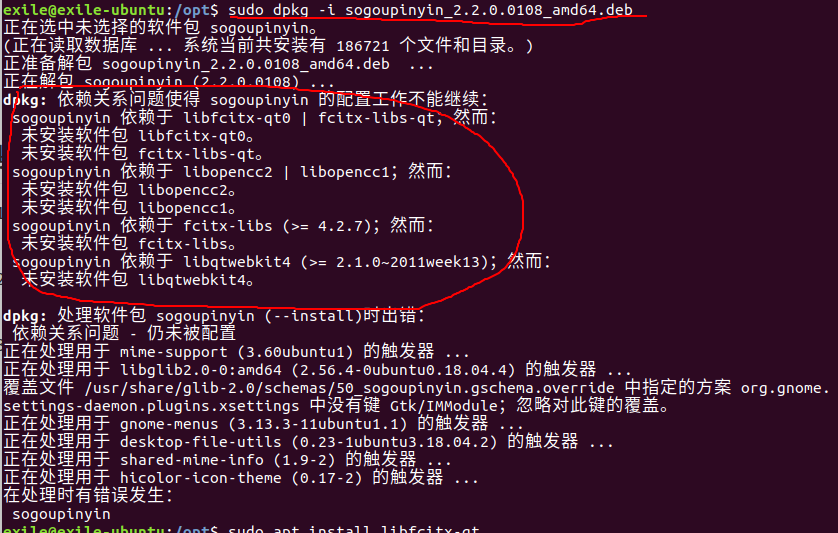 exile@exile-ubuntu:/opt$ sudo dpkg -i sogoupinyin_2.2.0.0108_amd64.deb
正在选中未选择的软件包 sogoupinyin。
(正在读取数据库 ... 系统当前共安装有 186721 个文件和目录。)
正准备解包 sogoupinyin_2.2.0.0108_amd64.deb  ...
正在解包 sogoupinyin (2.2.0.0108) ...
dpkg: 依赖关系问题使得 sogoupinyin 的配置工作不能继续：
 sogoupinyin 依赖于 libfcitx-qt0 | fcitx-libs-qt；然而：
  未安装软件包 libfcitx-qt0。
  未安装软件包 fcitx-libs-qt。
 sogoupinyin 依赖于 libopencc2 | libopencc1；然而：
  未安装软件包 libopencc2。
  未安装软件包 libopencc1。
 sogoupinyin 依赖于 fcitx-libs (>= 4.2.7)；然而：
  未安装软件包 fcitx-libs。
 sogoupinyin 依赖于 libqtwebkit4 (>= 2.1.0~2011week13)；然而：
  未安装软件包 libqtwebkit4。
dpkg: 处理软件包 sogoupinyin (--install)时出错：
 依赖关系问题 - 仍未被配置
正在处理用于 mime-support (3.60ubuntu1) 的触发器 ...
正在处理用于 libglib2.0-0:amd64 (2.56.4-0ubuntu0.18.04.4) 的触发器 ...
覆盖文件 /usr/share/glib-2.0/schemas/50_sogoupinyin.gschema.override 中指定的方案 org.gnome.
settings-daemon.plugins.xsettings 中没有键 Gtk/IMModule；忽略对此键的覆盖。
正在处理用于 gnome-menus (3.13.3-11ubuntu1.1) 的触发器 ...
正在处理用于 desktop-file-utils (0.23-1ubuntu3.18.04.2) 的触发器 ...
正在处理用于 shared-mime-info (1.9-2) 的触发器 ...
正在处理用于 hicolor-icon-theme (0.17-2) 的触发器 ...
在处理时有错误发生：
 sogoupinyin
exile@exile-ubuntu:/opt$ sudo apt install libfcitx-qt